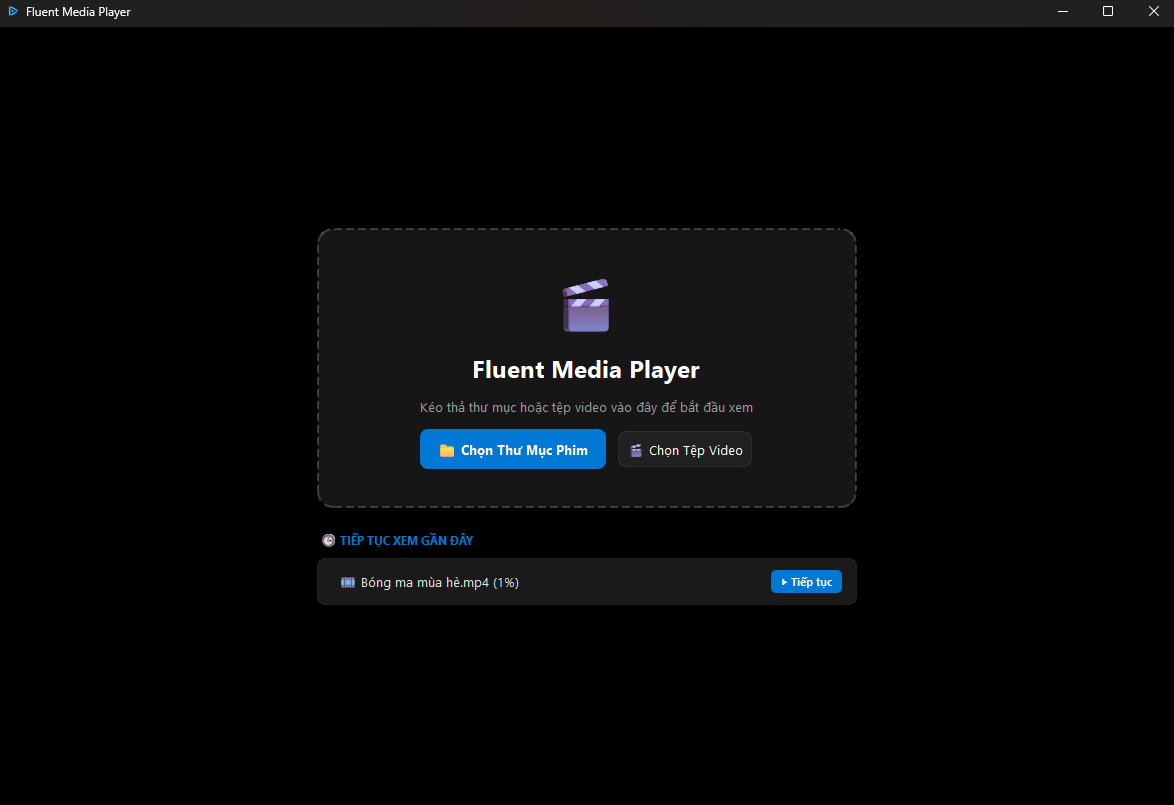 Fluent Media Player
Fluent Media Player
Kéo thả thư mục hoặc tệp video vào đây để bắt đầu xem
Chọn Thư Mục Phim
Chọn Tệp Video
TIẾP TỤC XEM GẦN ĐÂY
Bóng ma mùa hè.mp4 (1%)
Tiếp tục